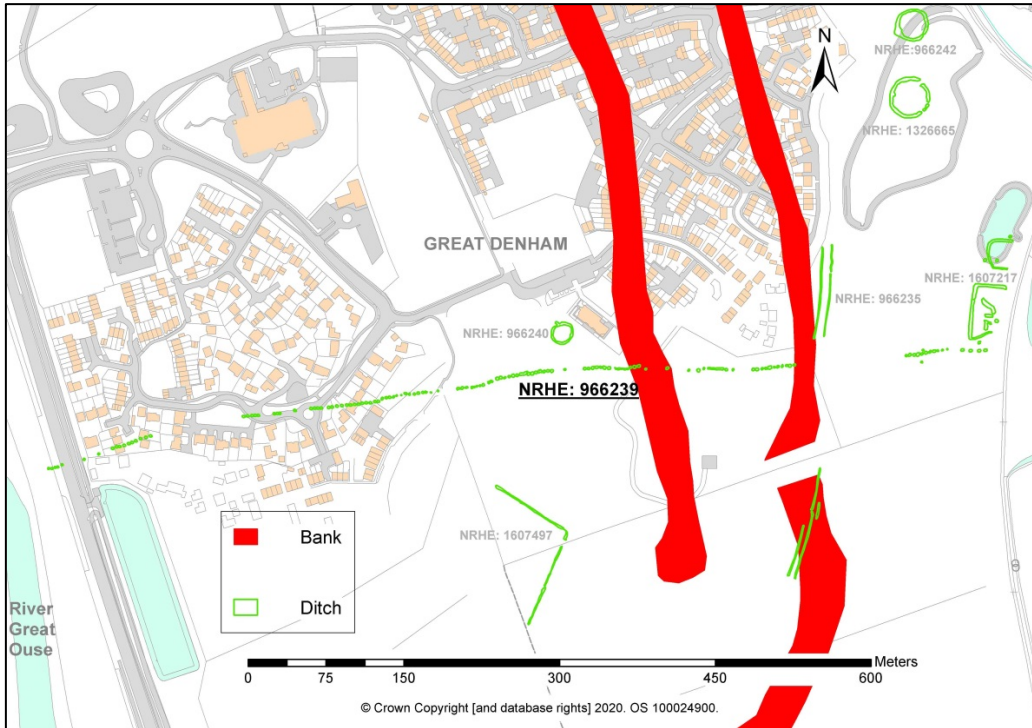 NRHE:966242
N
NRHE: 1326665
GREAT DENHAM
NRHE: 1607217
NRHE: 966235
NRHE: 966240
NRHE: 966239
NRHE: 1607497
Bank
Ditch
River
Great
Ouse
Meters
0 75 150 300 450 600
© Crown Copyright [and database rights] 2020. OS 100024900.